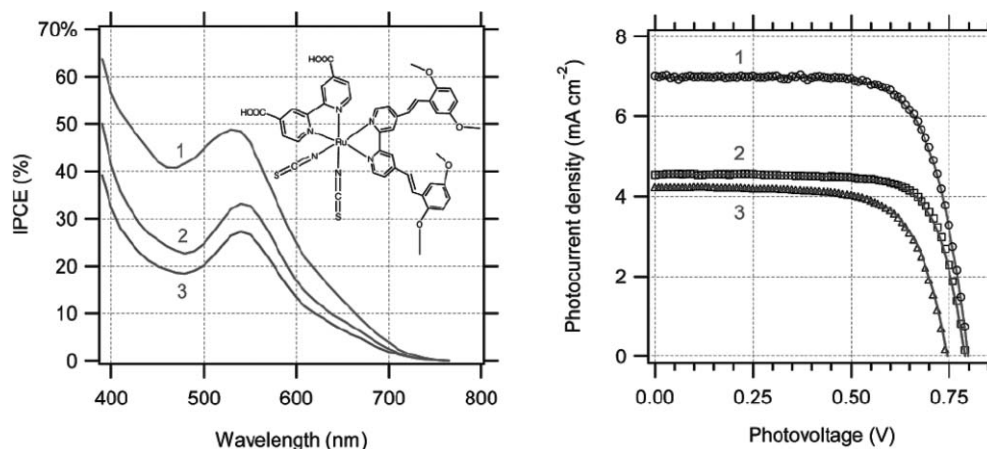 70%
60
50
40
30
20
10
0
IPCE (%)
400 500 600 700 800
Wavelength (nm)
1
2
3
HOOC
COOH
HOOC
N
N
N
N
Ru
S C N
N
C
S
O
O
O
O
8
6
4
2
0
Photocurrent density (mA cm-2)
0.00 0.25 0.50 0.75
Photovoltage (V)
1
2
3